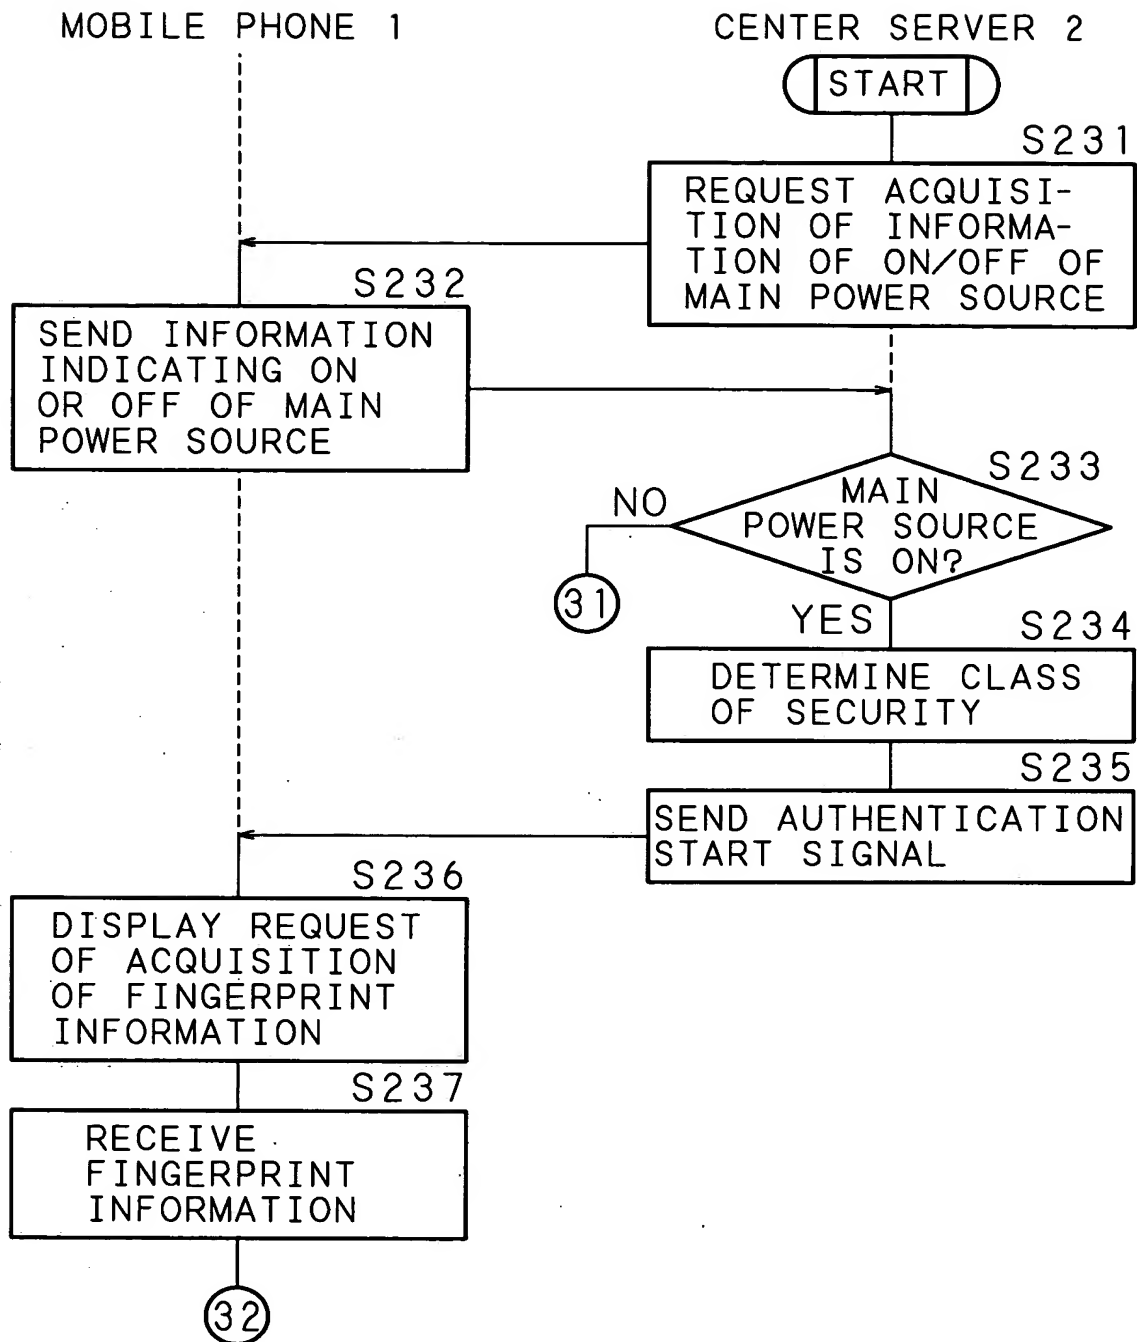 MOBILE PHONE 1
CENTER SERVER 2
START
S231
REQUEST ACQUISI-
TION OF INFORMA-
TION OF ON/OFF OF
MAIN POWER SOURCE
S232
SEND INFORMATION
INDICATING ON
OR OFF OF MAIN
POWER SOURCE
S233
MAIN
POWER SOURCE
IS ON?
NO
31
YES
S234
DETERMINE CLASS
OF SECURITY
S235
SEND AUTHENTICATION
START SIGNAL
S236
DISPLAY REQUEST
OF ACQUISITION
OF FINGERPRINT
INFORMATION
S237
RECEIVE
FINGERPRINT
INFORMATION
32